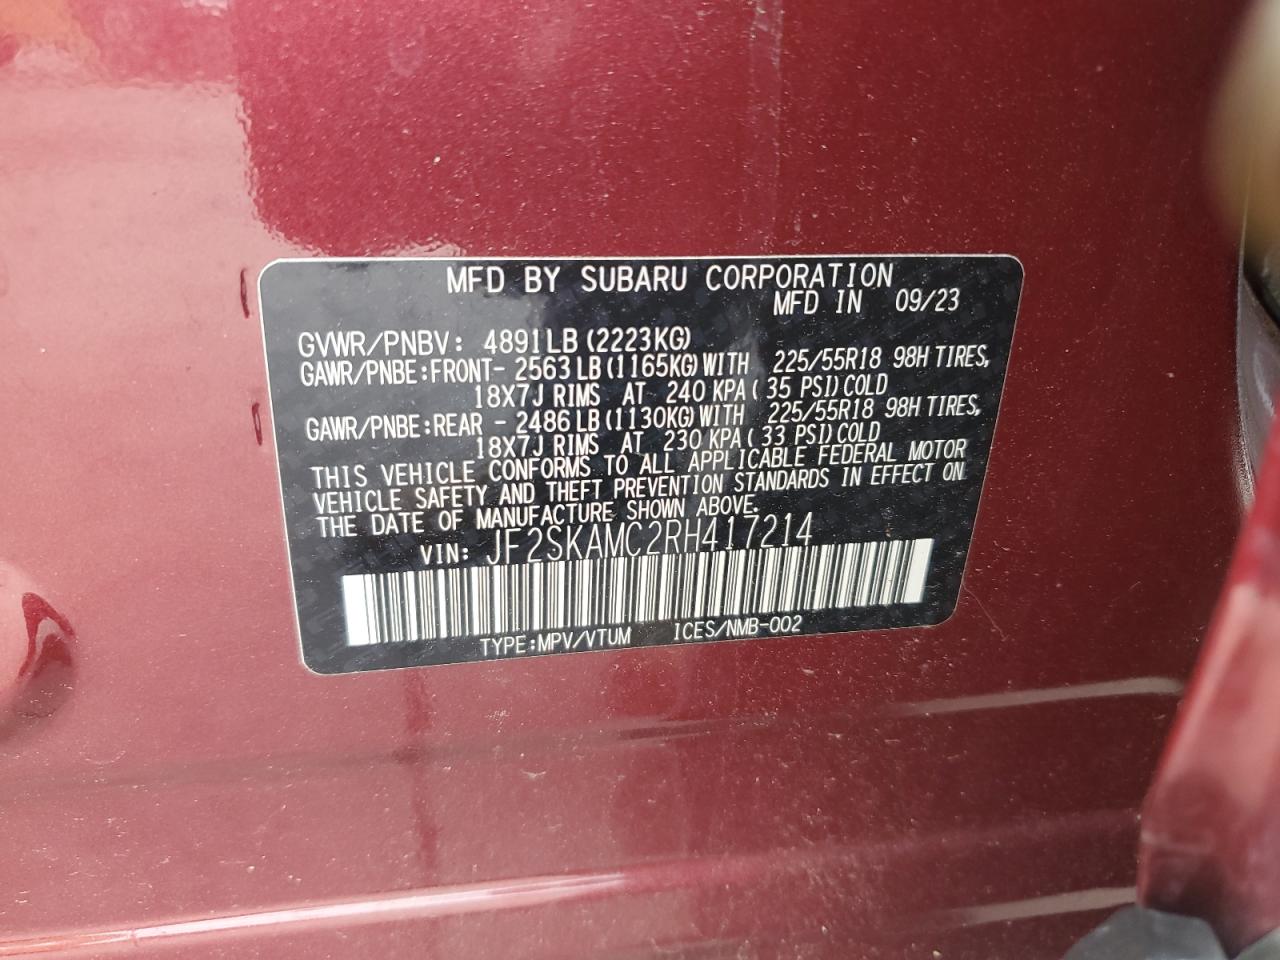 MFD BY SUBARU CORPORATION
MFD IN 09/23
GVWR/PNBV: 4891LB(2223KG)
GAWR/PNBE:FRONT- 2563LB(1165KG)WITH 225/55R18 98H TIRES,
18X7J RIMS AT 240 KPA( 35 PSI)COLD
GAWR/PNBE:REAR - 2486LB(1130KG)WITH 225/55R18 98H TIRES,
18X7J RIMS AT 230 KPA( 33 PSI)COLD
THIS VEHICLE CONFORMS TO ALL APPLICABLE FEDERAL MOTOR
VEHICLE SAFETY AND THEFT PREVENTION STANDARDS IN EFFECT ON
THE DATE OF MANUFACTURE SHOWN ABOVE.
VIN: JF2SKAMC2RH417214
TYPE:MPV/VTUM ICES/NMB-002